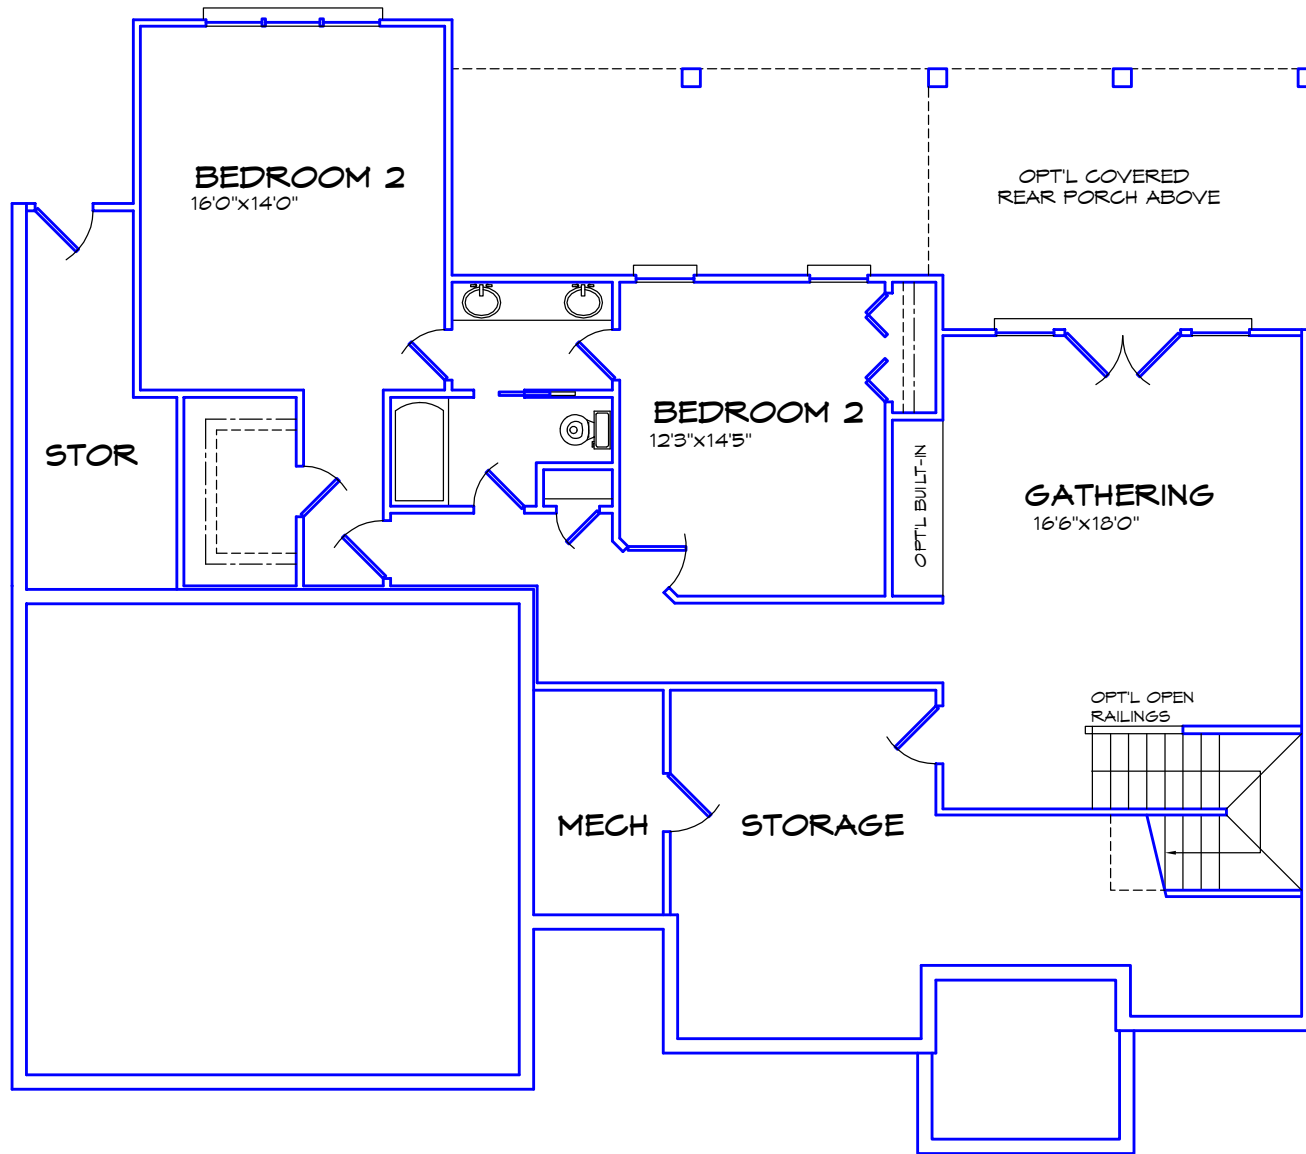 BEDROOM 2
16'0"x14'0"
OPT'L COVERED
REAR PORCH ABOVE
STOR
BEDROOM 2
12'3"x14'5"
OPT'L BUILT-IN
GATHERING
16'6"x18'0"
OPT'L OPEN
RAILINGS
MECH
STORAGE